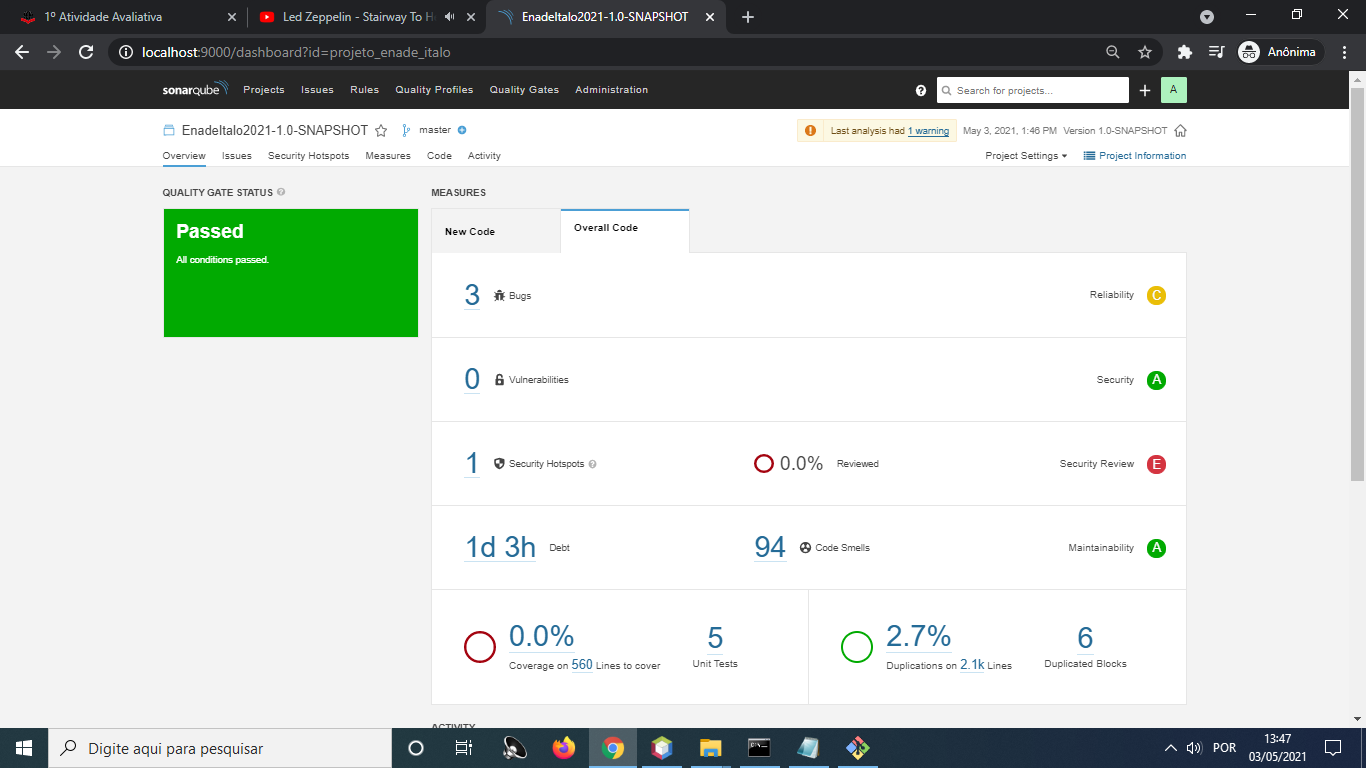 1º Atividade Avaliativa
Led Zeppelin - Stairway To H
EnadeItalo2021-1.0-SNAPSHOT
localhost:9000/dashboard?id=projeto_enade_italo
Anônima
sonarqube Projects Issues Rules Quality Profiles Quality Gates Administration
Search for projects...
A
EnadeItalo2021-1.0-SNAPSHOT master
Last analysis had 1 warning May 3, 2021, 1:46 PM Version 1.0-SNAPSHOT
Overview Issues Security Hotspots Measures Code Activity
Project Settings Project Information
QUALITY GATE STATUS
Passed
All conditions passed.
MEASURES
New Code
Overall Code
3 Bugs Reliability C
0 Vulnerabilities Security A
1 Security Hotspots 0.0% Reviewed Security Review E
1d 3h Debt 94 Code Smells Maintainability A
0.0%
Coverage on 560 Lines to cover
5
Unit Tests
2.7%
Duplications on 2.1k Lines
6
Duplicated Blocks
ACTIVITY
Digite aqui para pesquisar
POR
13:47
03/05/2021